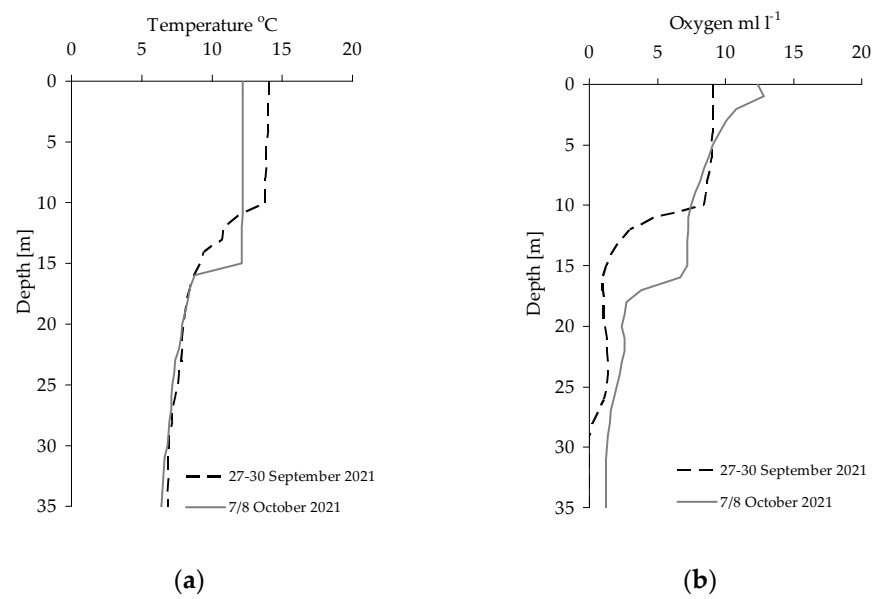 Temperature ºC
0 5 10 15 20
0
5
10
15
20
25
30
35
Depth [m]
27-30 September 2021
7/8 October 2021
(a)
Oxygen ml l⁻¹
0 5 10 15 20
0
5
10
15
20
25
30
35
Depth [m]
27-30 September 2021
7/8 October 2021
(b)